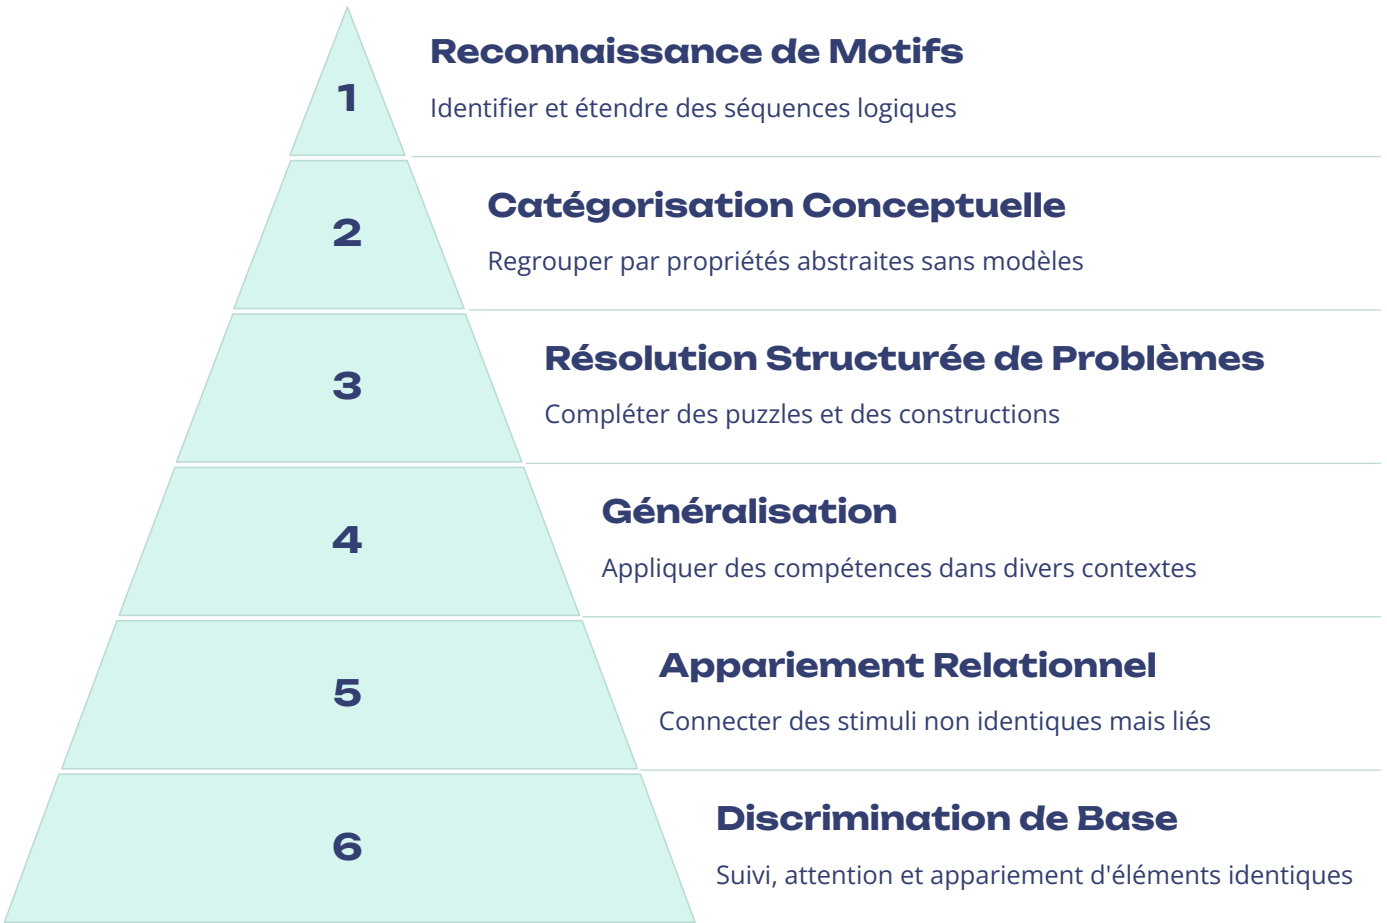 1
Reconnaissance de Motifs
Identifier et étendre des séquences logiques
2
Catégorisation Conceptuelle
Regrouper par propriétés abstraites sans modèles
3
Résolution Structurée de Problèmes
Compléter des puzzles et des constructions
4
Généralisation
Appliquer des compétences dans divers contextes
5
Appariement Relationnel
Connecter des stimuli non identiques mais liés
6
Discrimination de Base
Suivi, attention et appariement d'éléments identiques